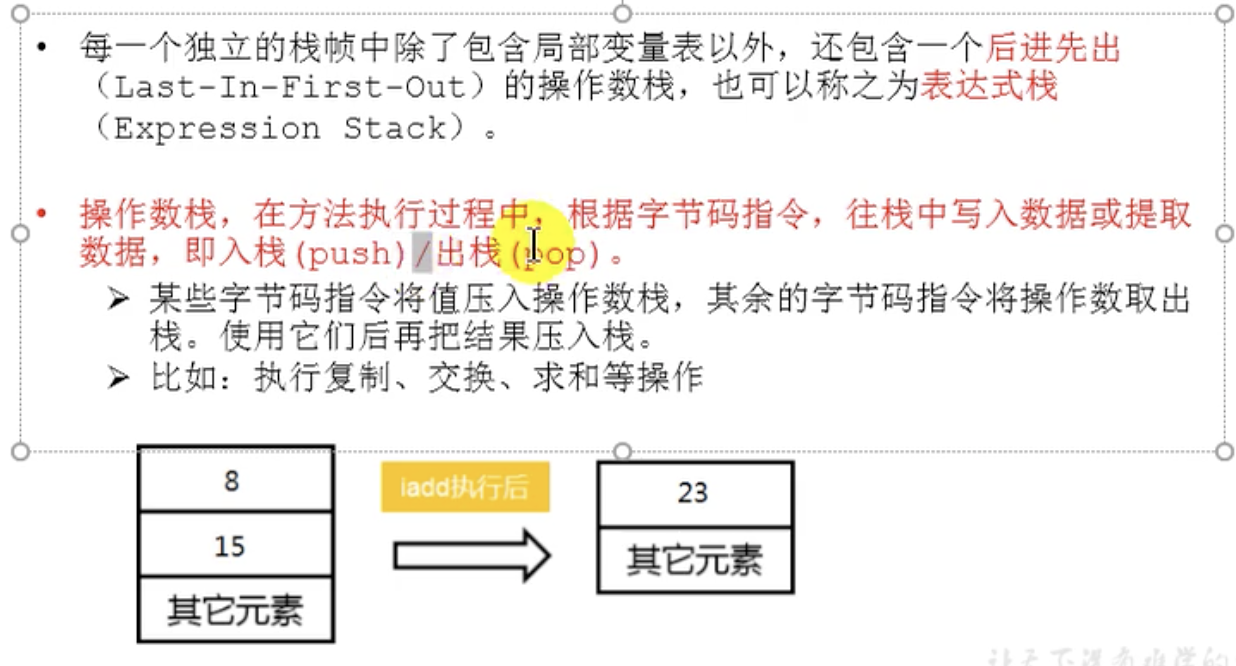 • 每一个独立的栈帧中除了包含局部变量表以外，还包含一个后进先出
（Last-In-First-Out）的操作数栈，也可以称之为表达式栈
（Expression Stack）。
• 操作数栈，在方法执行过程中，根据字节码指令，往栈中写入数据或提取
数据，即入栈(push)/出栈(pop)。
➢ 某些字节码指令将值压入操作数栈，其余的字节码指令将操作数取出
栈。使用它们后再把结果压入栈。
➢ 比如：执行复制、交换、求和等操作
8
15
其它元素
iadd执行后
23
其它元素